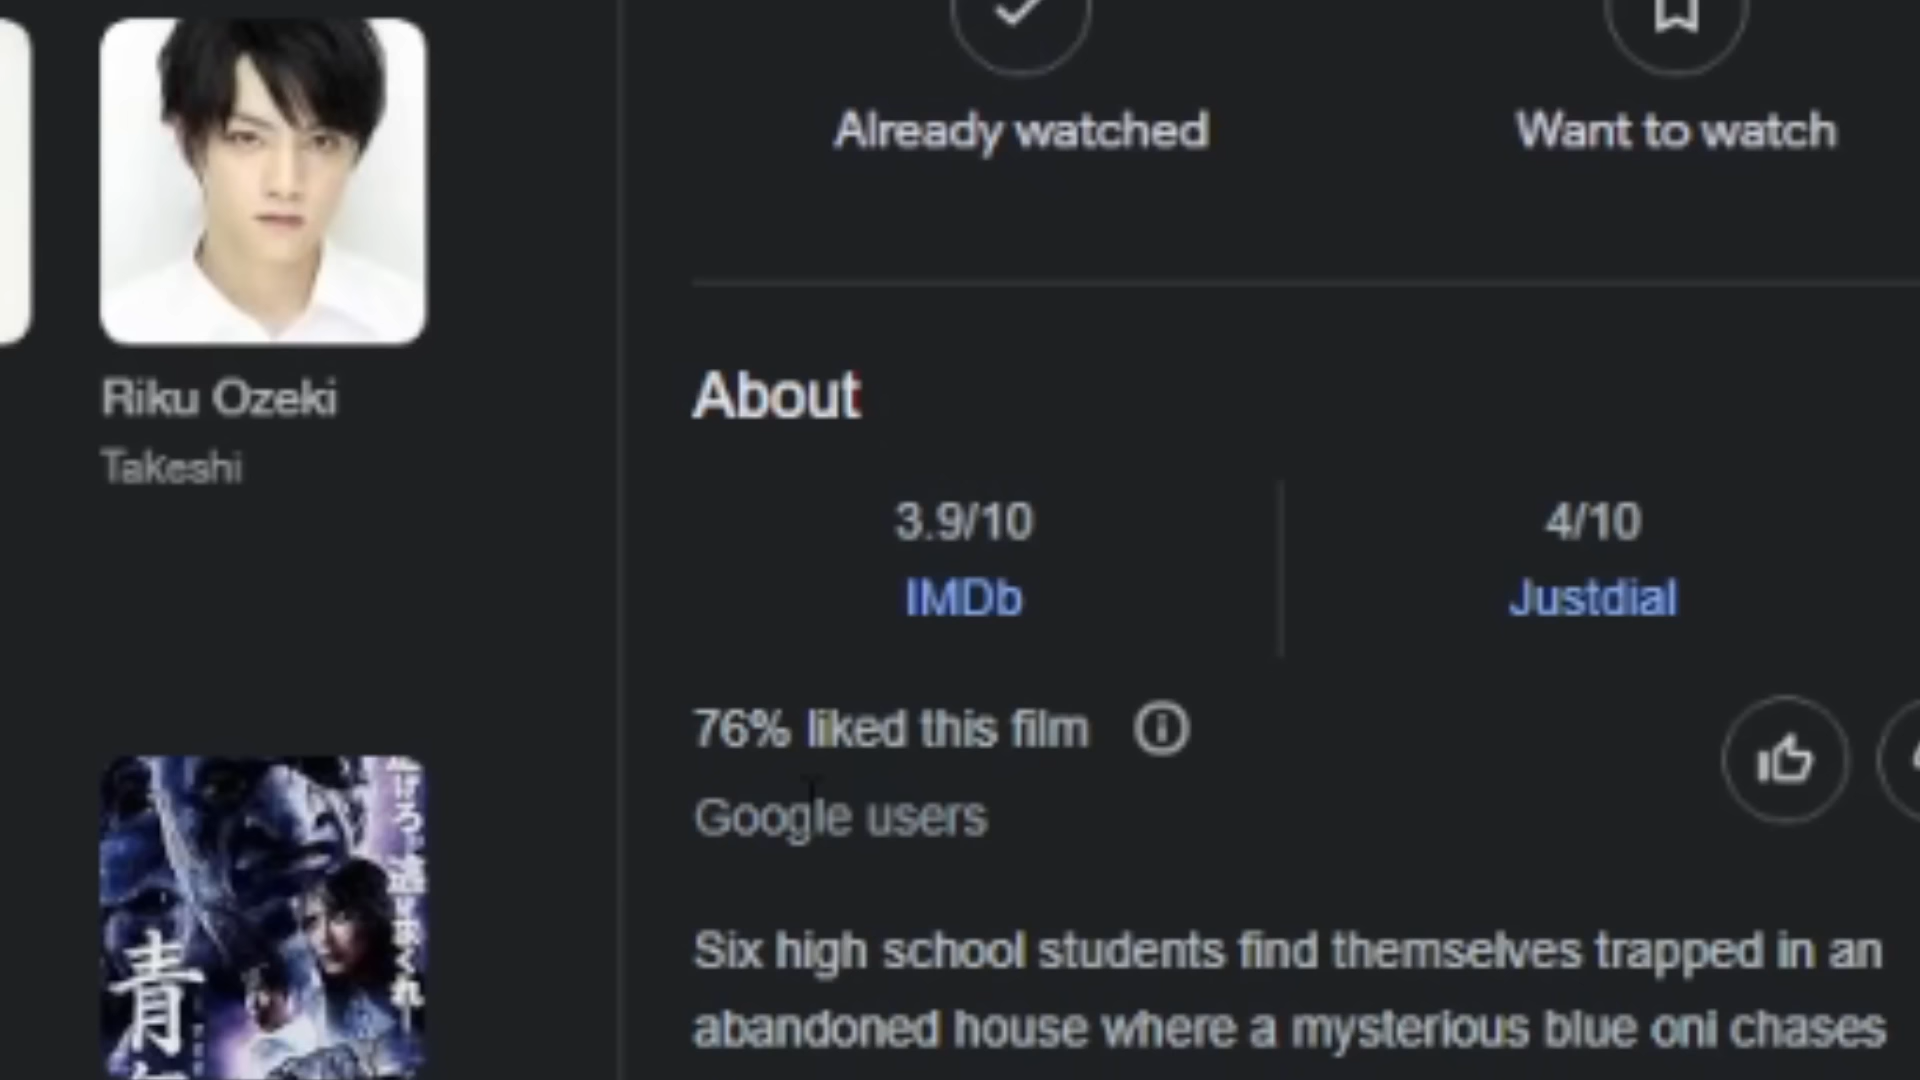 Already watched
Want to watch
Riku Ozeki
Takeshi
About
3.9/10
IMDb
4/10
Justdial
76% liked this film
Google users
Six high school students find themselves trapped in an
abandoned house where a mysterious blue oni chases
青